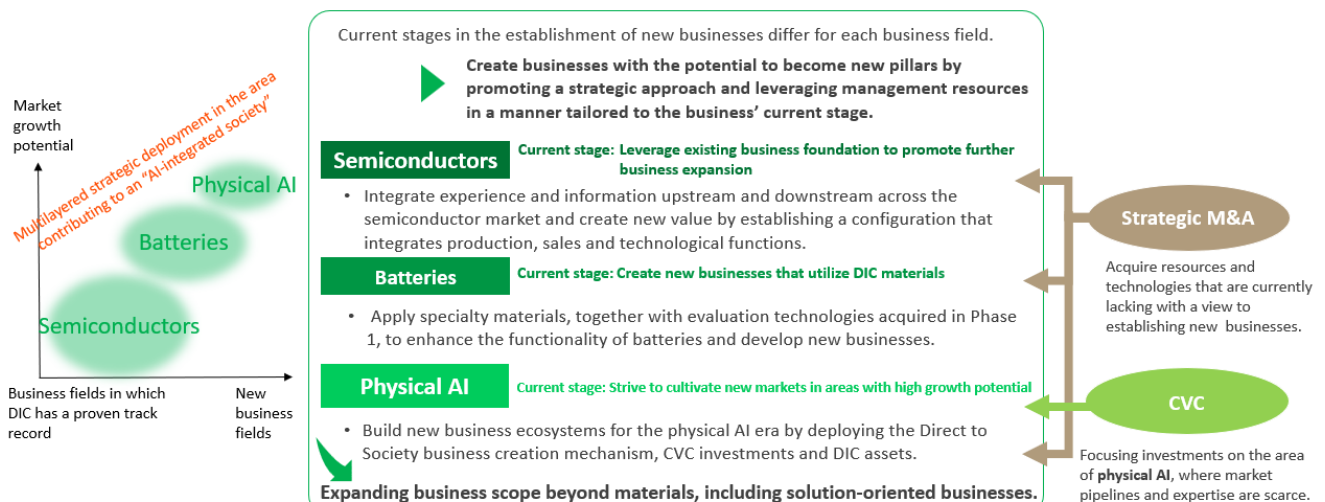 Market
growth
potential
Multilayered strategic deployment in the area
contributing to an "AI-integrated society"
Physical AI
Batteries
Semiconductors
Business fields in which
DIC has a proven track
record
New
business
fields
Current stages in the establishment of new businesses differ for each business field.
Create businesses with the potential to become new pillars by
promoting a strategic approach and leveraging management resources
in a manner tailored to the business' current stage.
Semiconductors
Current stage: Leverage existing business foundation to promote further
business expansion
• Integrate experience and information upstream and downstream across the
semiconductor market and create new value by establishing a configuration that
integrates production, sales and technological functions.
Batteries
Current stage: Create new businesses that utilize DIC materials
• Apply specialty materials, together with evaluation technologies acquired in Phase
1, to enhance the functionality of batteries and develop new businesses.
Physical AI
Current stage: Strive to cultivate new markets in areas with high growth potential
• Build new business ecosystems for the physical AI era by deploying the Direct to
Society business creation mechanism, CVC investments and DIC assets.
Expanding business scope beyond materials, including solution-oriented businesses.
Strategic M&A
Acquire resources and
technologies that are currently
lacking with a view to
establishing new businesses.
CVC
Focusing investments on the area
of physical AI, where market
pipelines and expertise are scarce.